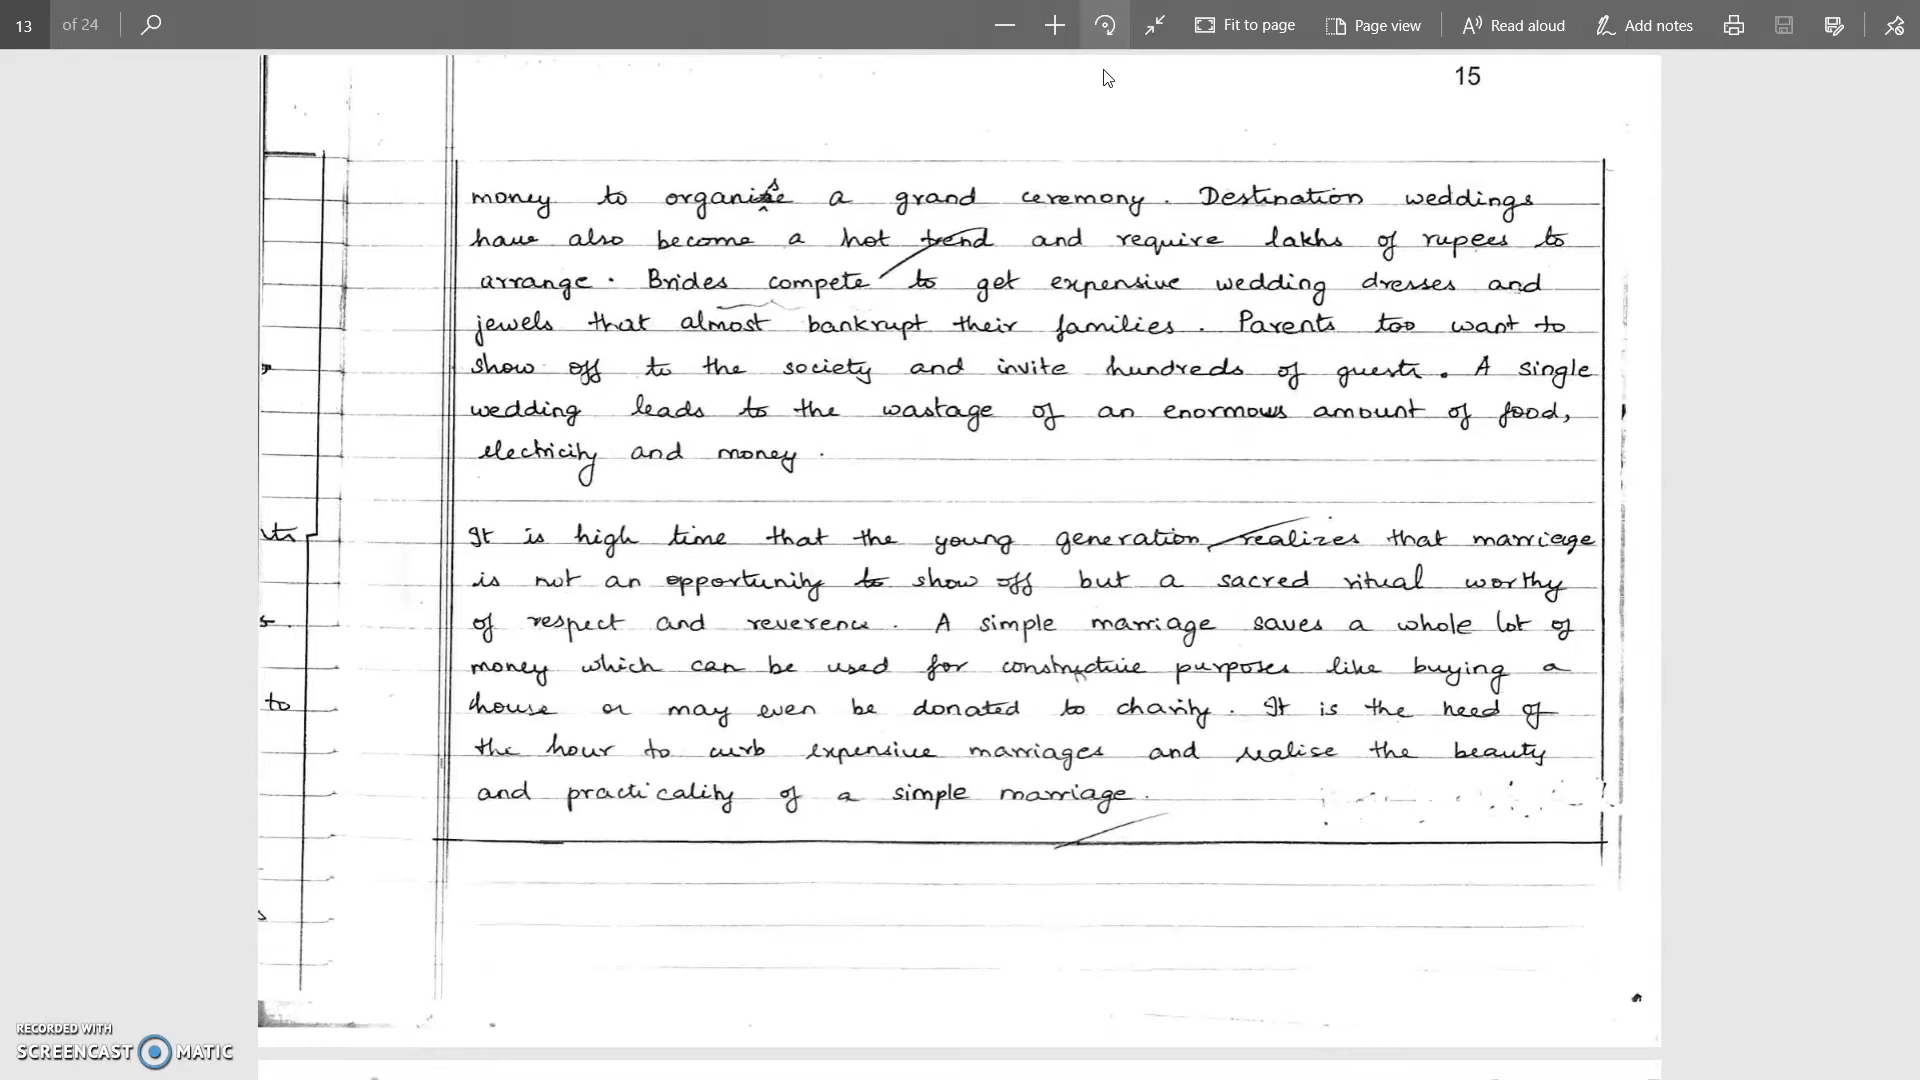 13 of 24 Fit to page Page view Read aloud Add notes
15
money to organise a grand ceremony. Destination weddings
have also become a hot trend and require lakhs of rupees to
arrange. Brides compete to get expensive wedding dresses and
jewels that almost bankrupt their families. Parents too want to
show off to the society and invite hundreds of guests. A single
wedding leads to the wastage of an enormous amount of food,
electricity and money.
It is high time that the young generation realizes that marriage
is not an opportunity to show off but a sacred ritual worthy
of respect and reverence. A simple marriage saves a whole lot of
money which can be used for constructive purposes like buying a
house or may even be donated to charity. It is the need of
the hour to curb expensive marriages and realise the beauty
and practicality of a simple marriage.
to
RECORDED WITH
SCREENCAST MATIC